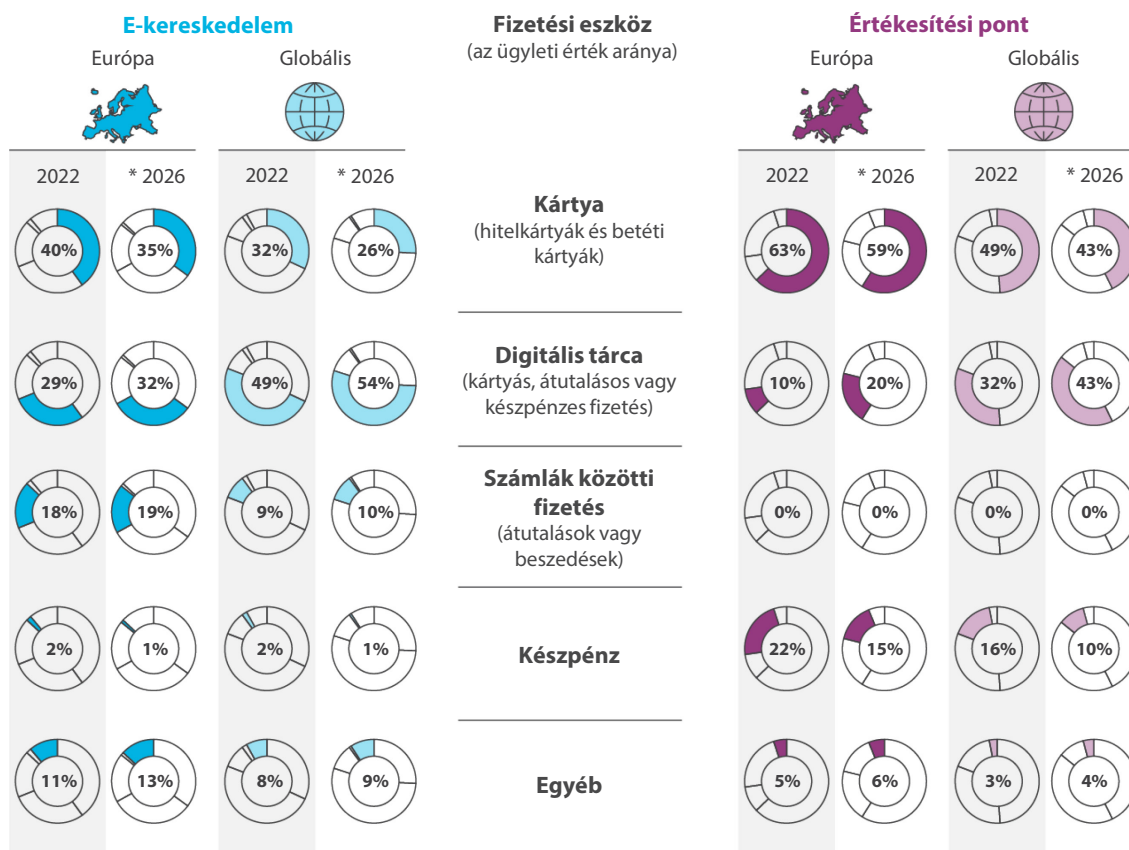 E-kereskedelem
Fizetési eszköz
Értékesítési pont
(az ügyleti érték aránya)
Európa
Globális
Európa
Globális
2022
* 2026
2022
* 2026
2022
* 2026
2022
* 2026
Kártya
(hitelkártyák és betéti
kártyák)
40%
35%
32%
26%
63%
59%
49%
43%
Digitális tárca
(kártyás, átutalásos vagy
készpénzes fizetés)
29%
32%
49%
54%
10%
20%
32%
43%
Számlák közötti
fizetés
(átutalások vagy
beszedések)
18%
19%
9%
10%
0%
0%
0%
0%
Készpénz
2%
1%
2%
1%
22%
15%
16%
10%
Egyéb
11%
13%
8%
9%
5%
6%
3%
4%